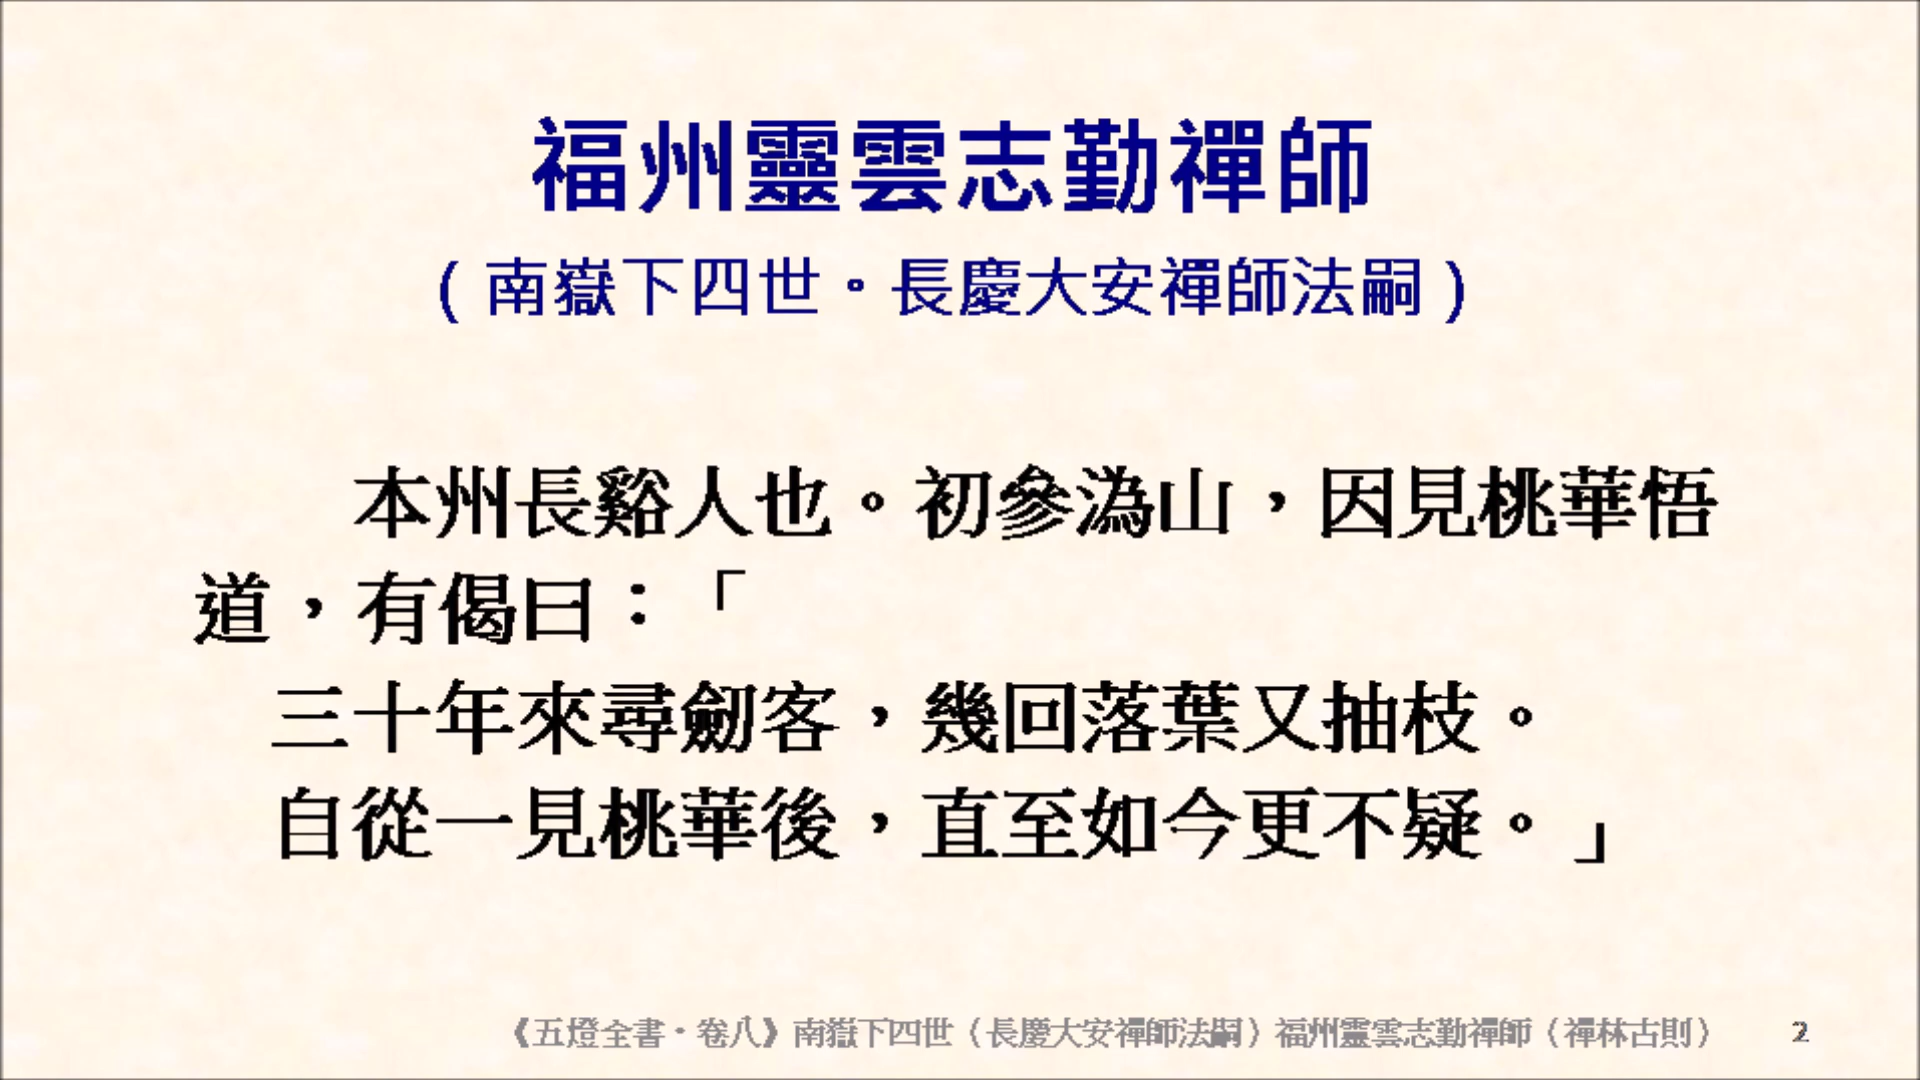 福州靈雲志勤禪師
(南嶽下四世。長慶大安禪師法嗣)
本州長谿人也。初參溈山，因見桃華悟
道，有偈曰：「
三十年來尋劒客，幾回落葉又抽枝。
自從一見桃華後，直至如今更不疑。」
《五燈全書·卷八》南嶽下四世（長慶大安禪師法嗣）福州靈雲志勤禪師（禪林古則） 2